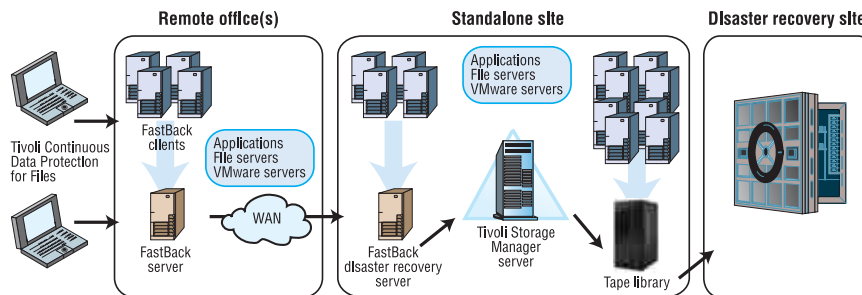 Remote office(s)
Standalone site
Disaster recovery site
Applications
File servers
VMware servers
FastBack
clients
Tivoli Continuous
Data Protection
for Files
Applications
File servers
VMware servers
WAN
FastBack
server
FastBack
disaster recovery
server
Tivoli Storage
Manager
server
Tape library